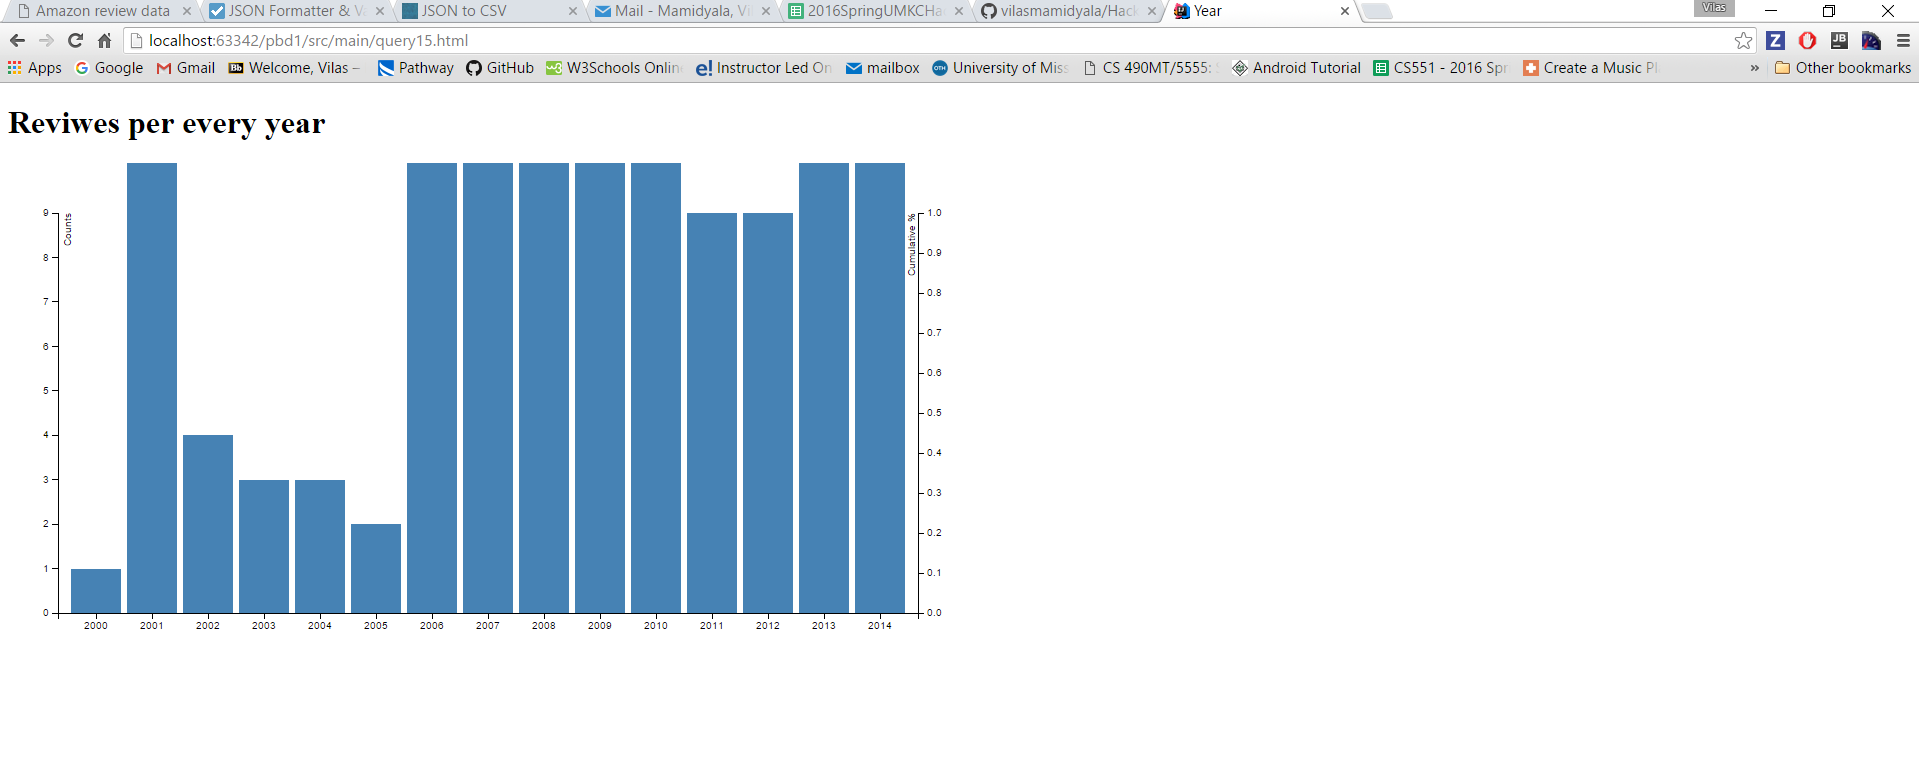 Amazon review data
JSON Formatter & Va
JSON to CSV
Mail - Mamidyala, Vi
2016SpringUMKCHa
vilasmamidyala/Hack
Year
Vilas
localhost:63342/pbd1/src/main/query15.html
Apps Google Gmail Welcome, Vilas – Pathway GitHub W3Schools Online Instructor Led On mailbox University of Miss CS 490MT/5555: CS Android Tutorial CS551 - 2016 Spr Create a Music Pl » Other bookmarks
Reviwes per every year
Counts
Cumulative %
9
8
7
6
5
4
3
2
1
0
1.0
0.9
0.8
0.7
0.6
0.5
0.4
0.3
0.2
0.1
0.0
2000 2001 2002 2003 2004 2005 2006 2007 2008 2009 2010 2011 2012 2013 2014